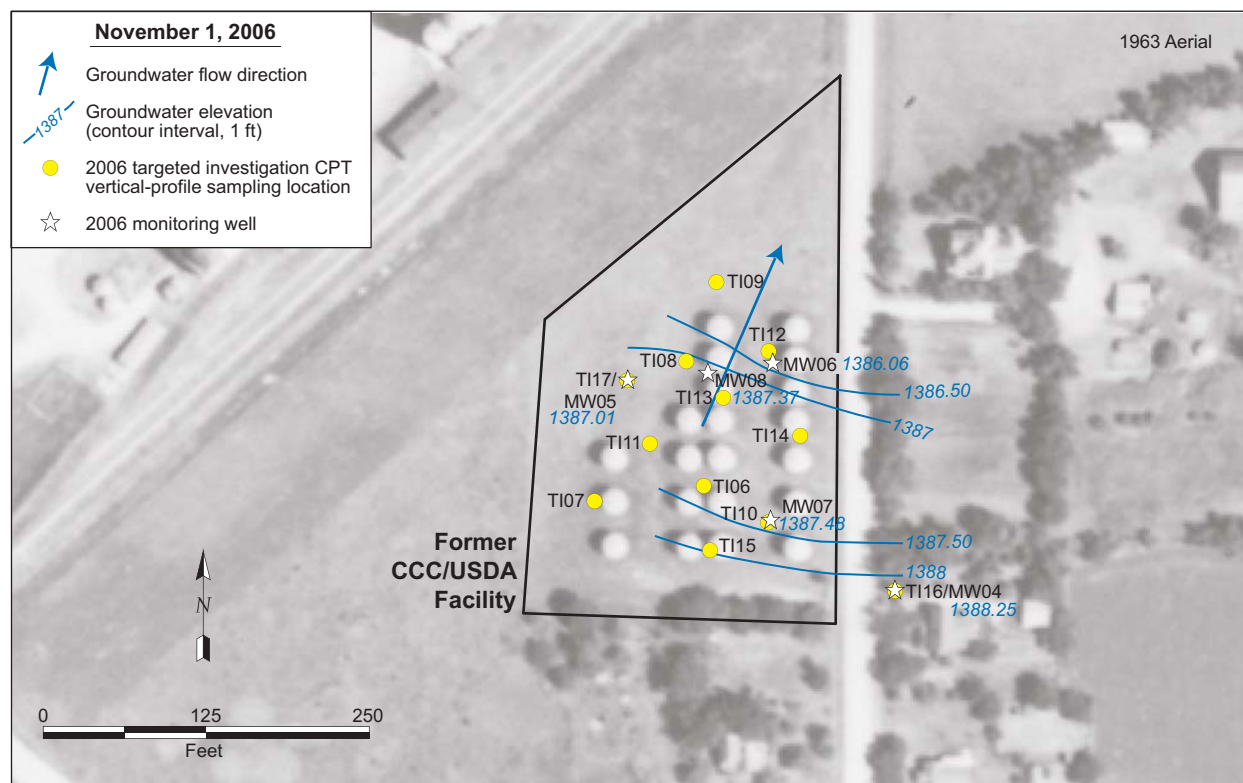 November 1, 2006
Groundwater flow direction
1387
Groundwater elevation
(contour interval, 1 ft)
2006 targeted investigation CPT
vertical-profile sampling location
2006 monitoring well
1963 Aerial
TI09
TI12
TI08
MW06 1386.06
TI17/
MW05
1387.01
MW08
TI13 1387.37
1386.50
1387
TI11
TI14
TI07
TI06
MW07
TI10 1387.48
TI15
1387.50
1388
TI16/MW04
1388.25
Former
CCC/USDA
Facility
N
0 125 250
Feet